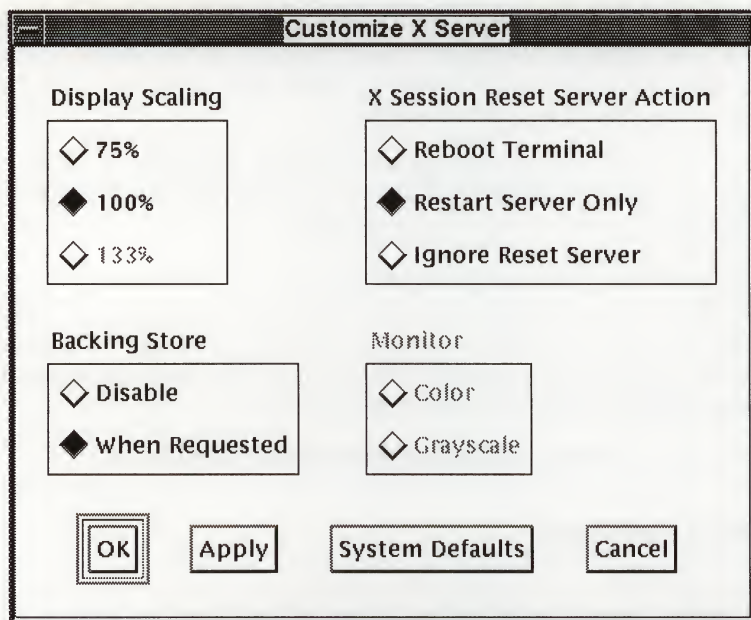 Customize X Server
Display Scaling
75%
100%
133%
X Session Reset Server Action
Reboot Terminal
Restart Server Only
Ignore Reset Server
Backing Store
Disable
When Requested
Monitor
Color
Grayscale
OK
Apply
System Defaults
Cancel